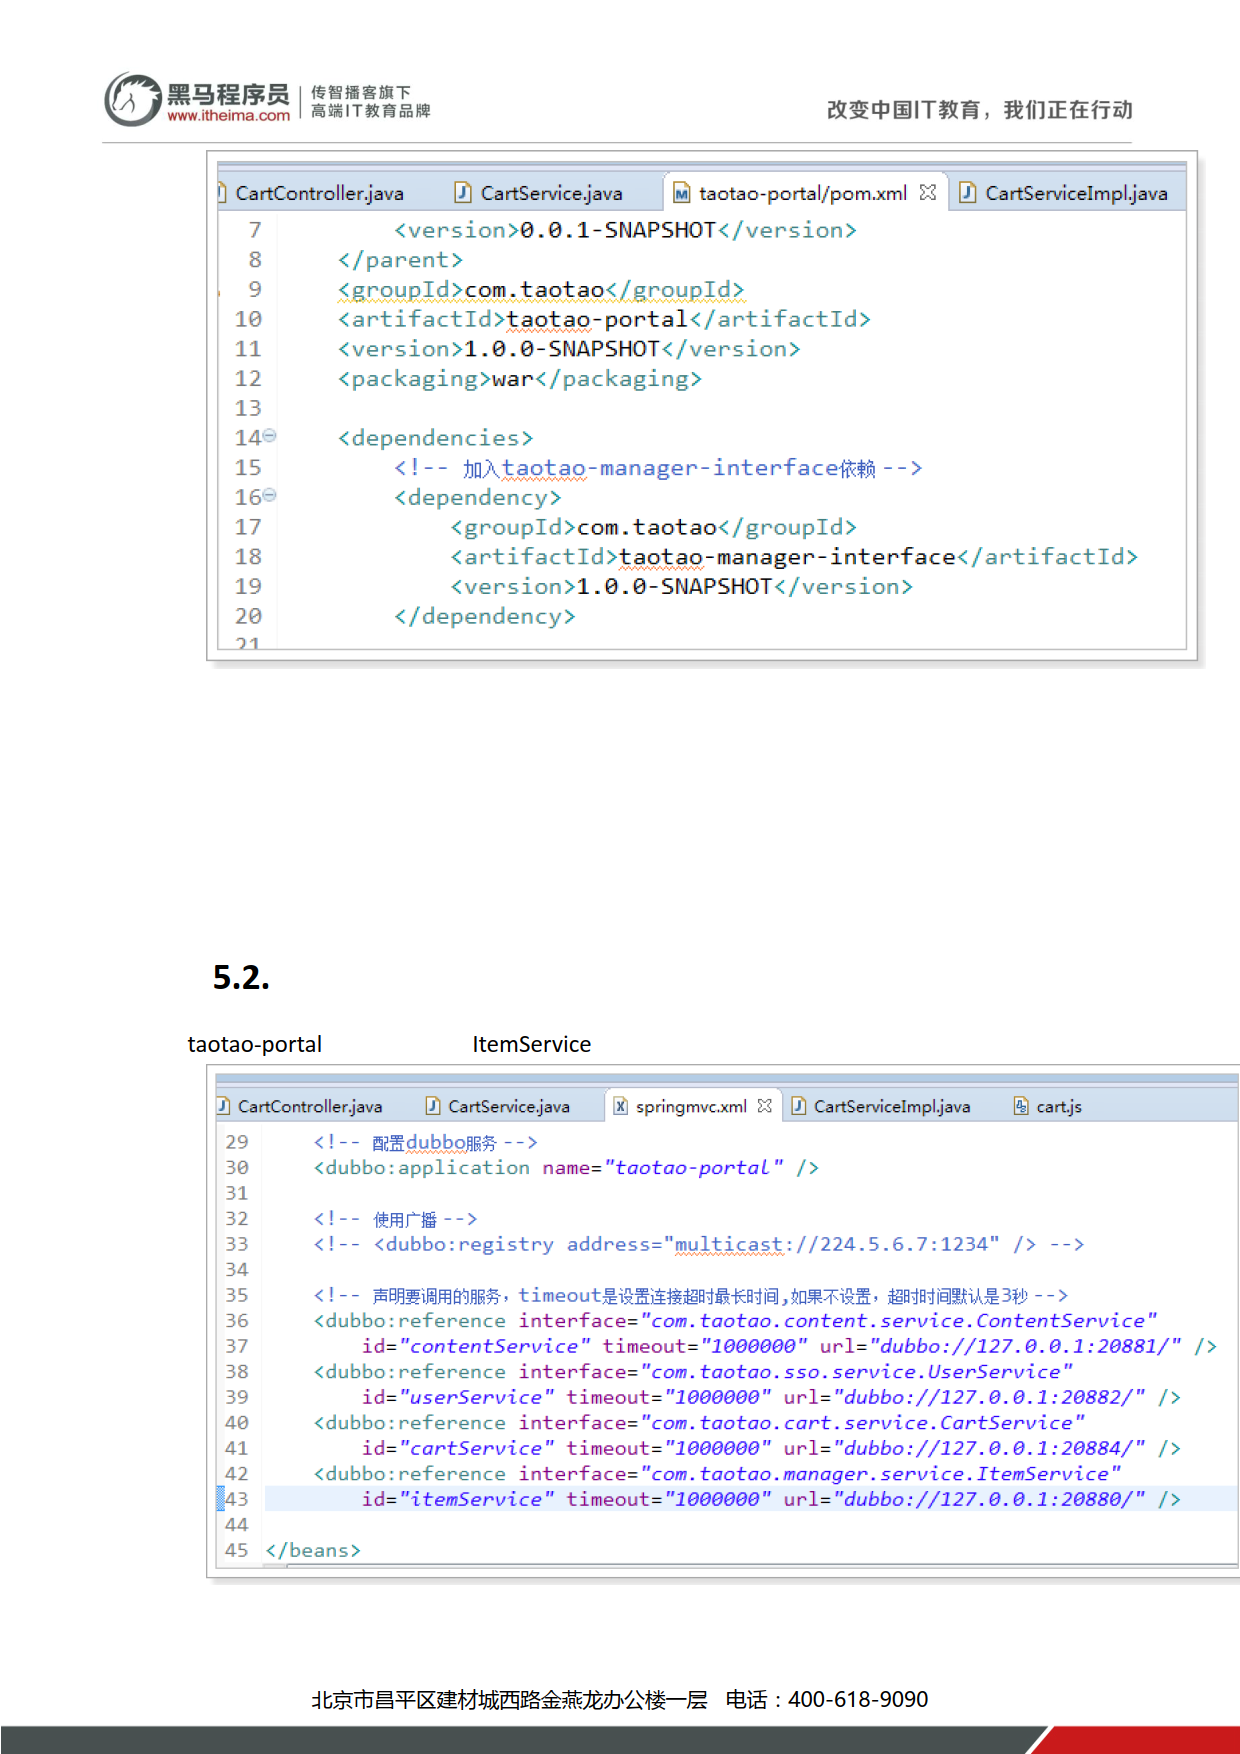 黑马程序员
www.itheima.com
传智播客旗下
高端IT教育品牌
改变中国IT教育，我们正在行动
CartController.java CartService.java taotao-portal/pom.xml CartServiceImpl.java
7 <version>0.0.1-SNAPSHOT</version>
8 </parent>
9 <groupId>com.taotao</groupId>
10 <artifactId>taotao-portal</artifactId>
11 <version>1.0.0-SNAPSHOT</version>
12 <packaging>war</packaging>
13
14 <dependencies>
15 <!-- 加入taotao-manager-interface依赖 -->
16 <dependency>
17 <groupId>com.taotao</groupId>
18 <artifactId>taotao-manager-interface</artifactId>
19 <version>1.0.0-SNAPSHOT</version>
20 </dependency>
21
5.2.
taotao-portal ItemService
CartController.java CartService.java springmvc.xml CartServiceImpl.java cart.js
29 <!-- 配置dubbo服务 -->
30 <dubbo:application name="taotao-portal" />
31
32 <!-- 使用广播 -->
33 <!-- <dubbo:registry address="multicast://224.5.6.7:1234" /> -->
34
35 <!-- 声明要调用的服务，timeout是设置连接超时最长时间,如果不设置，超时时间默认是3秒 -->
36 <dubbo:reference interface="com.taotao.content.service.ContentService"
37 id="contentService" timeout="1000000" url="dubbo://127.0.0.1:20881/" />
38 <dubbo:reference interface="com.taotao.sso.service.UserService"
39 id="userService" timeout="1000000" url="dubbo://127.0.0.1:20882/" />
40 <dubbo:reference interface="com.taotao.cart.service.CartService"
41 id="cartService" timeout="1000000" url="dubbo://127.0.0.1:20884/" />
42 <dubbo:reference interface="com.taotao.manager.service.ItemService"
43 id="itemService" timeout="1000000" url="dubbo://127.0.0.1:20880/" />
44
45 </beans>
北京市昌平区建材城西路金燕龙办公楼一层 电话：400-618-9090